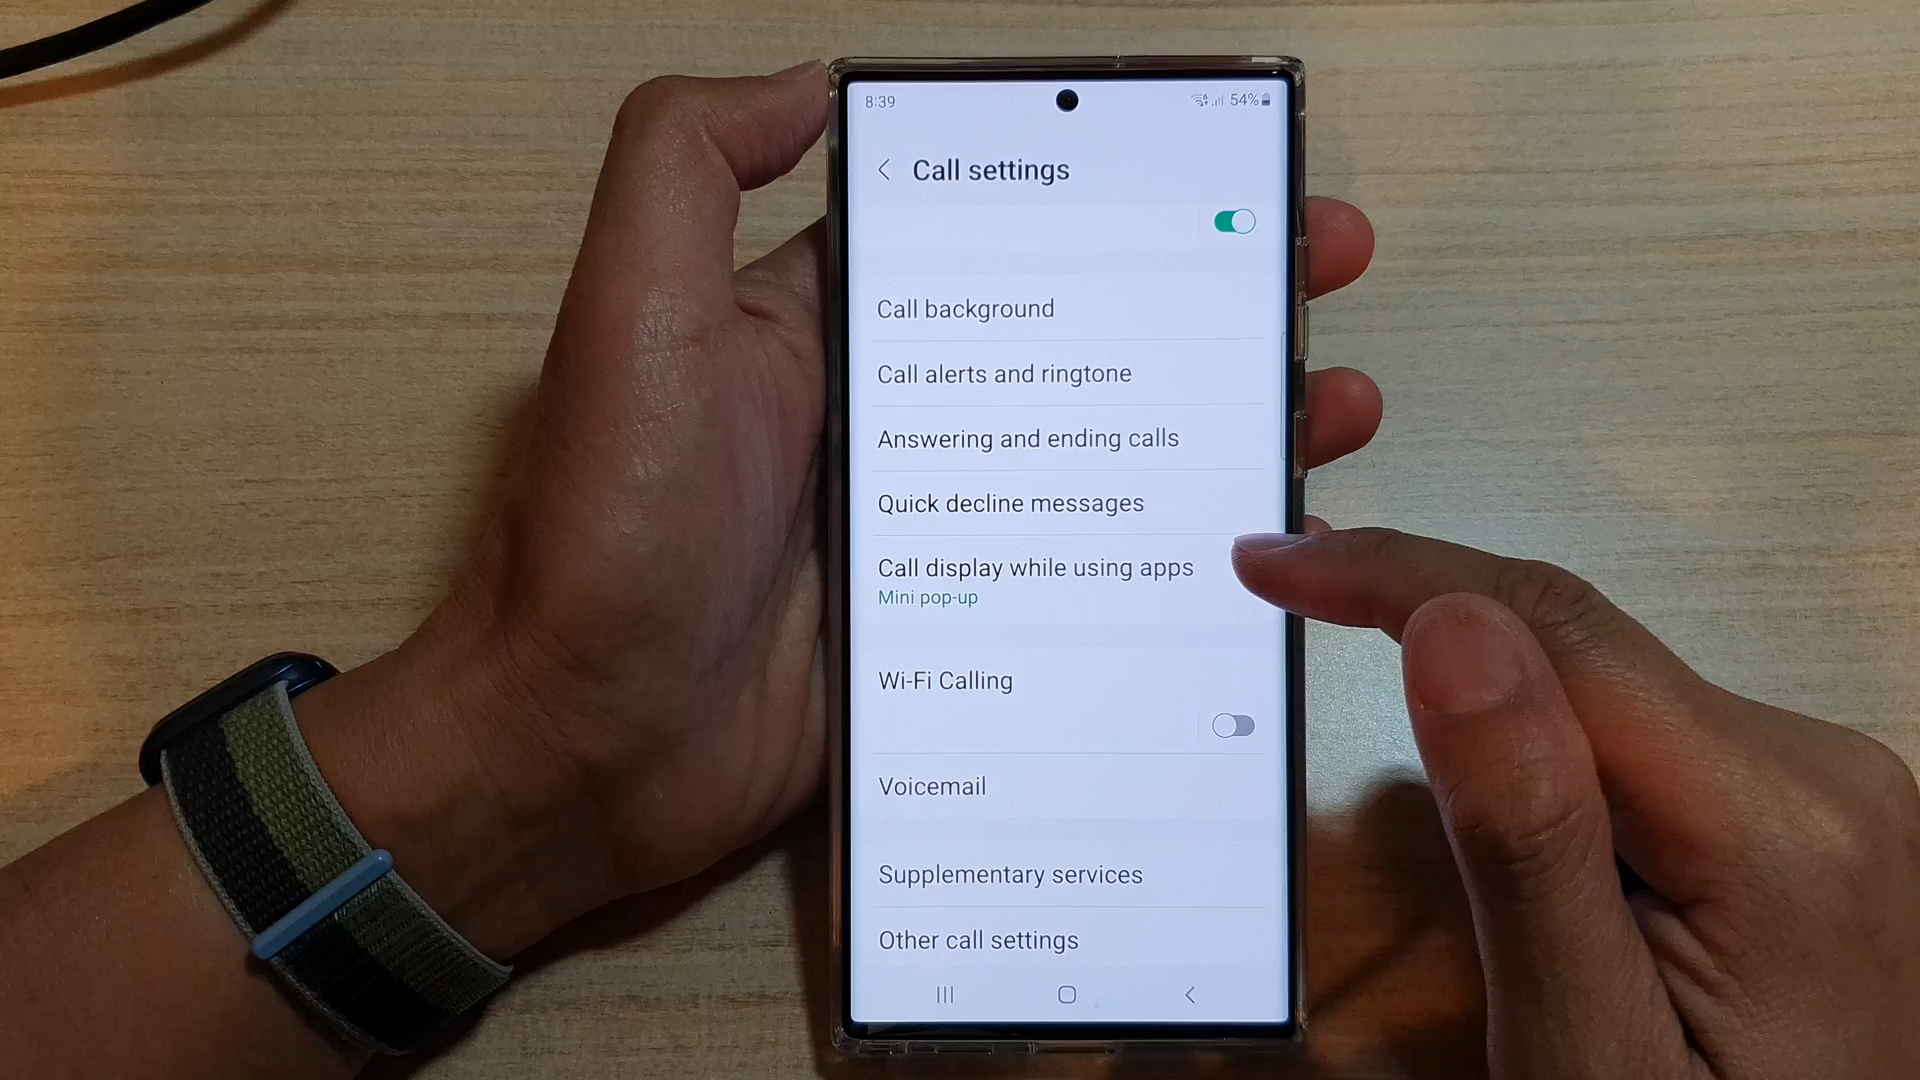 8:39
54%
Call settings
Call background
Call alerts and ringtone
Answering and ending calls
Quick decline messages
Call display while using apps
Mini pop-up
Wi-Fi Calling
Voicemail
Supplementary services
Other call settings